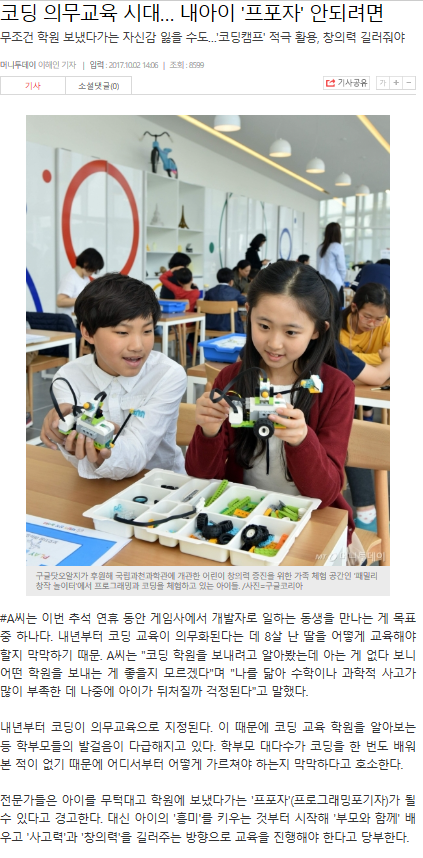 코딩 의무교육 시대... 내아이 '프포자' 안되려면
무조건 학원 보냈다가는 자신감 잃을 수도...'코딩캠프' 적극 활용, 창의력 길러줘야
머니투데이 이해인 기자 | 입력 : 2017.10.02 14:06 | 조회 : 8599
기사 소셜댓글(0) 기사공유 가 + −
구글닷오알지가 후원해 국립과천과학관에 개관한 어린이 창의력 증진을 위한 가족 체험 공간인 '패밀리
창작 놀이터'에서 프로그래밍과 코딩을 체험하고 있는 아이들. /사진=구글코리아
#A씨는 이번 추석 연휴 동안 게임사에서 개발자로 일하는 동생을 만나는 게 목표
중 하나다. 내년부터 코딩 교육이 의무화된다는 데 8살 난 딸을 어떻게 교육해야
할지 막막하기 때문. A씨는 "코딩 학원을 보내려고 알아봤는데 아는 게 없다 보니
어떤 학원을 보내는 게 좋을지 모르겠다"며 "나를 닮아 수학이나 과학적 사고가
많이 부족한 데 나중에 아이가 뒤처질까 걱정된다"고 말했다.
내년부터 코딩이 의무교육으로 지정된다. 이 때문에 코딩 교육 학원을 알아보는
등 학부모들의 발걸음이 다급해지고 있다. 학부모 대다수가 코딩을 한 번도 배워
본 적이 없기 때문에 어디서부터 어떻게 가르쳐야 하는지 막막하다고 호소한다.
전문가들은 아이를 무턱대고 학원에 보냈다가는 '프포자'(프로그래밍포기자)가 될
수 있다고 경고한다. 대신 아이의 '흥미'를 키우는 것부터 시작해 '부모와 함께' 배
우고 '사고력'과 '창의력'을 길러주는 방향으로 교육을 진행해야 한다고 당부한다.